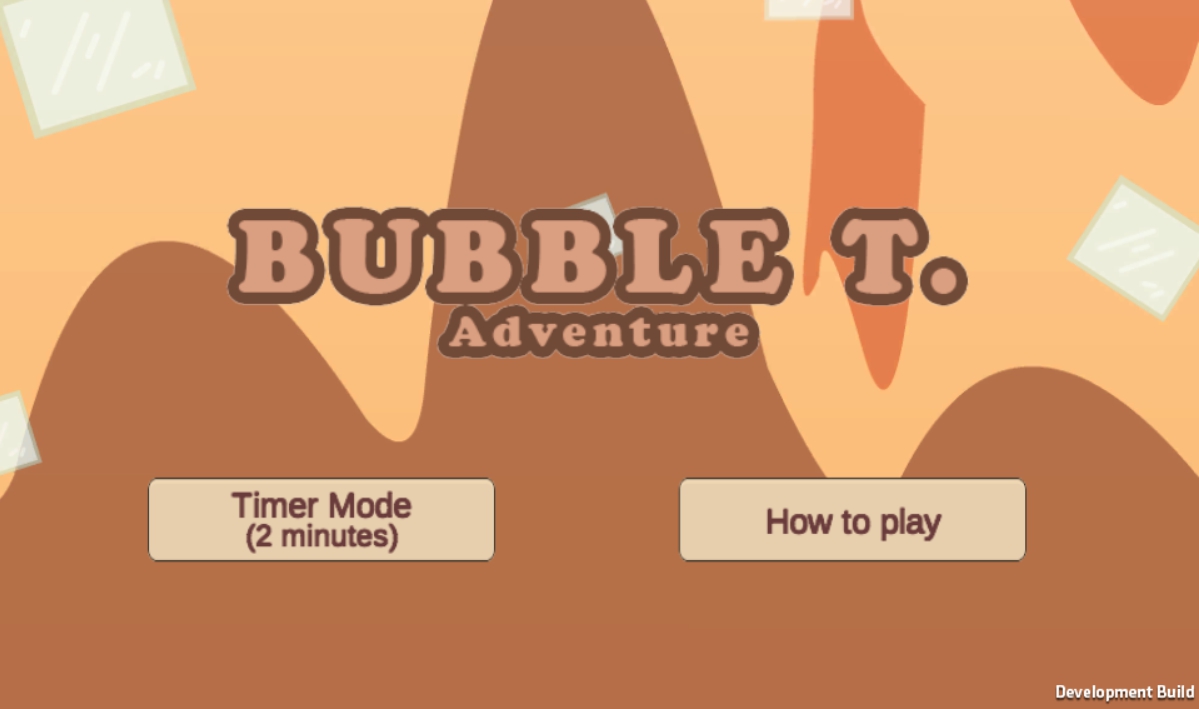 BUBBLE T.
Adventure
Timer Mode
(2 minutes)
How to play
Development Build